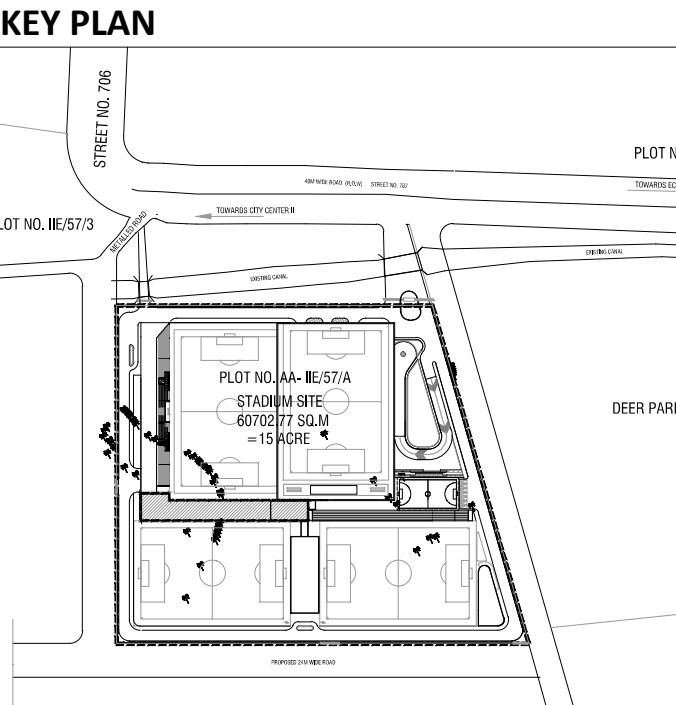 KEY PLAN
STREET NO. 706
PLOT N
40M WIDE ROAD (R.O.W) STREET NO. 787
TOWARDS EC
TOWARDS CITY CENTER II
LOT NO. IIE/57/3
METALLED ROAD
EXISTING CANAL
EXISTING CANAL
PLOT NO. AA- IIE/57/A
STADIUM SITE
60702.77 SQ.M
=15 ACRE
DEER PARK
PROPOSED 24M WIDE ROAD